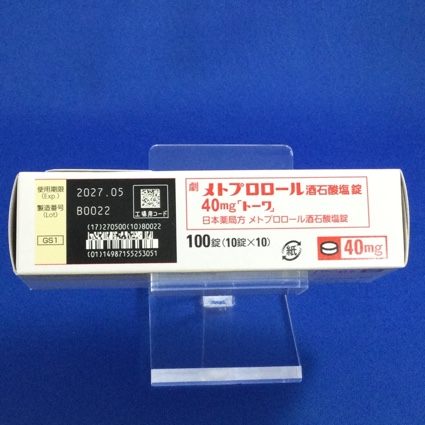 使用期限
(Exp.)
2027.05
製造番号
(Lot)
B0022
工場用コード
GS1
(17)270500(10)B0022
(01)14987155253051
劇 メトプロロール酒石酸塩錠
40mg「トーワ」
日本薬局方 メトプロロール酒石酸塩錠
100錠(10錠×10)
紙
40mg